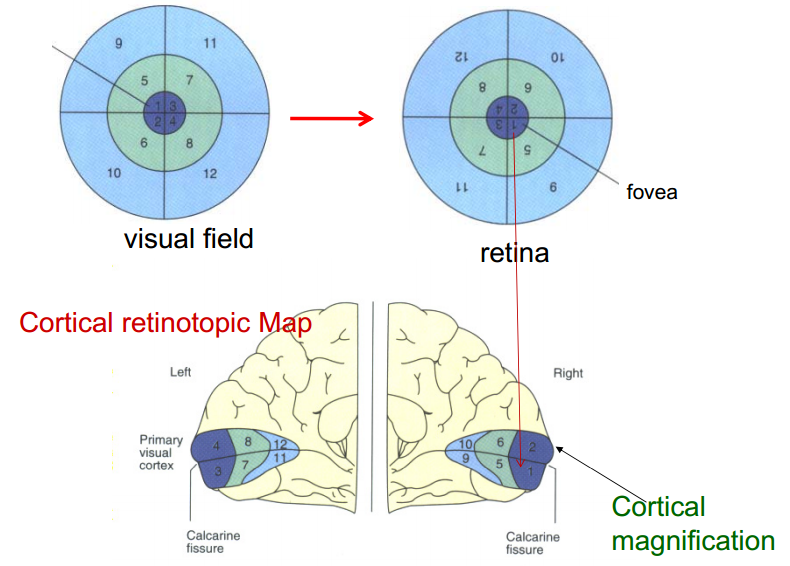 9 11
5 7
1 3
2 4
6 8
10 12
visual field
12 10
8 6
4 2
3 1
7 5
11 9
fovea
retina
Cortical retinotopic Map
Left
Right
Primary
visual
cortex
4 8 12
3 7 11
10 6 2
9 5 1
Calcarine
fissure
Calcarine
fissure
Cortical
magnification